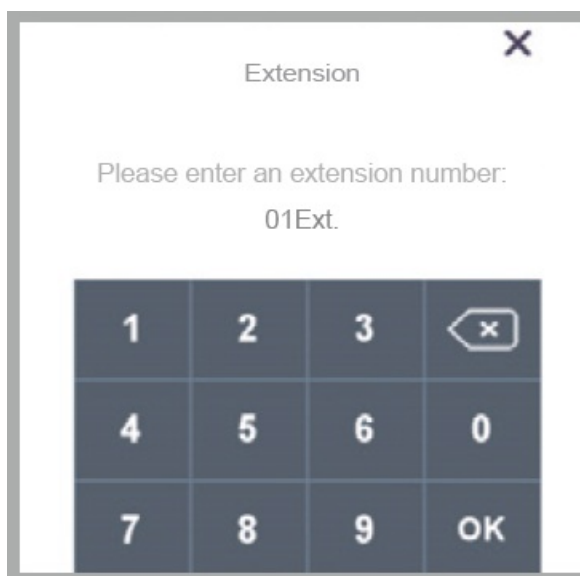 Extension
Please enter an extension number:
01Ext.
1 2 3
4 5 6 0
7 8 9 OK